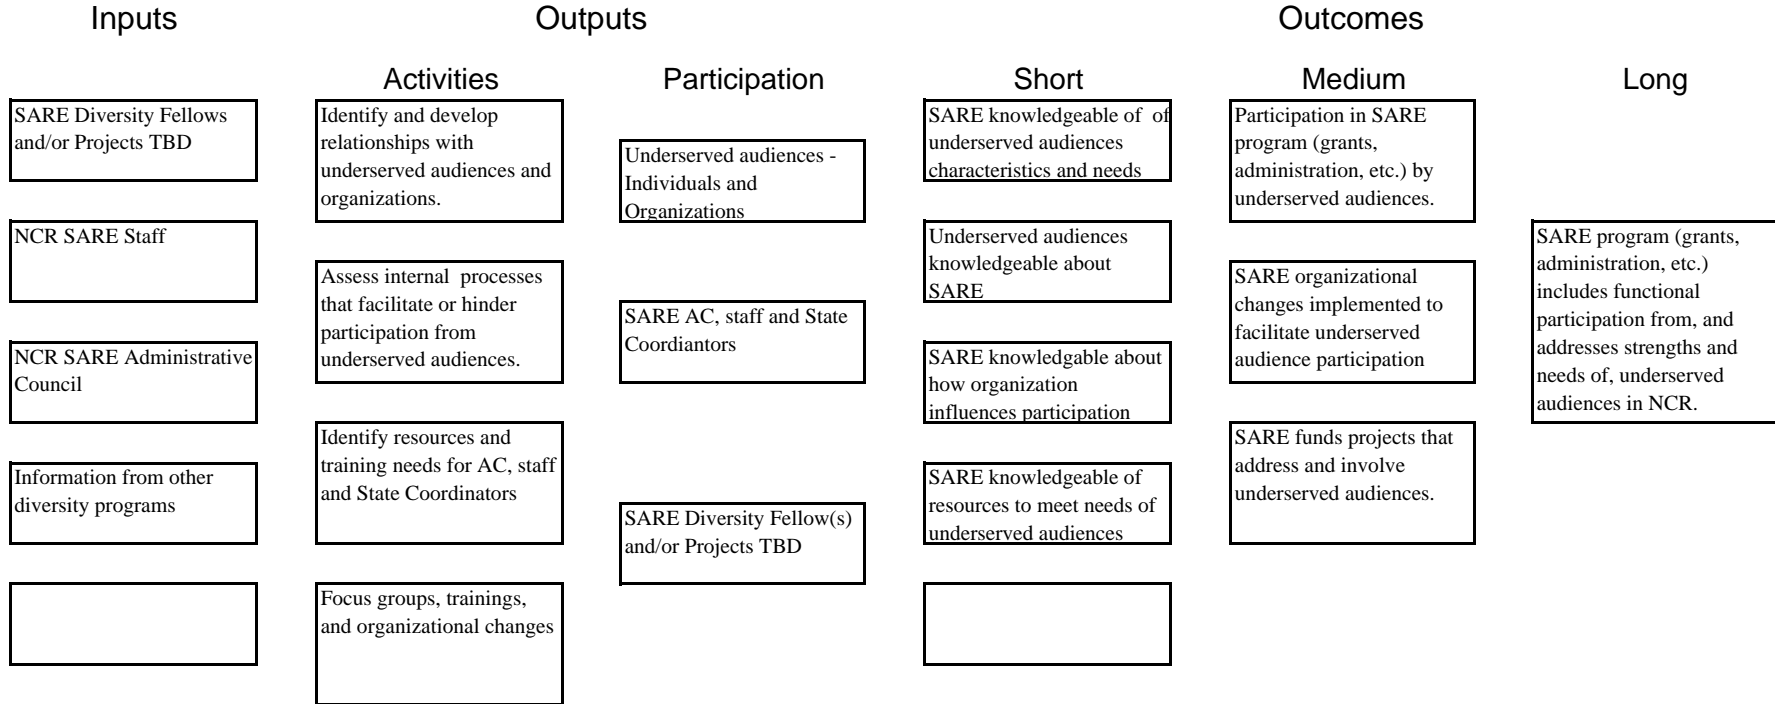 Inputs
Outputs
Outcomes
Activities
Participation
Short
Medium
Long
SARE Diversity Fellows
and/or Projects TBD
NCR SARE Staff
NCR SARE Administrative
Council
Information from other
diversity programs
Identify and develop
relationships with
underserved audiences and
organizations.
Assess internal  processes
that facilitate or hinder
participation from
underserved audiences.
Identify resources and
training needs for AC, staff
and State Coordinators
Focus groups, trainings,
and organizational changes
Underserved audiences -
Individuals and
Organizations
SARE AC, staff and State
Coordiantors
SARE Diversity Fellow(s)
and/or Projects TBD
SARE knowledgeable of  of
underserved audiences
characteristics and needs
Underserved audiences
knowledgeable about
SARE
SARE knowledgable about
how organization
influences participation
SARE knowledgeable of
resources to meet needs of
underserved audiences
Participation in SARE
program (grants,
administration, etc.) by
underserved audiences.
SARE organizational
changes implemented to
facilitate underserved
audience participation
SARE funds projects that
address and involve
underserved audiences.
SARE program (grants,
administration, etc.)
includes functional
participation from, and
addresses strengths and
needs of, underserved
audiences in NCR.